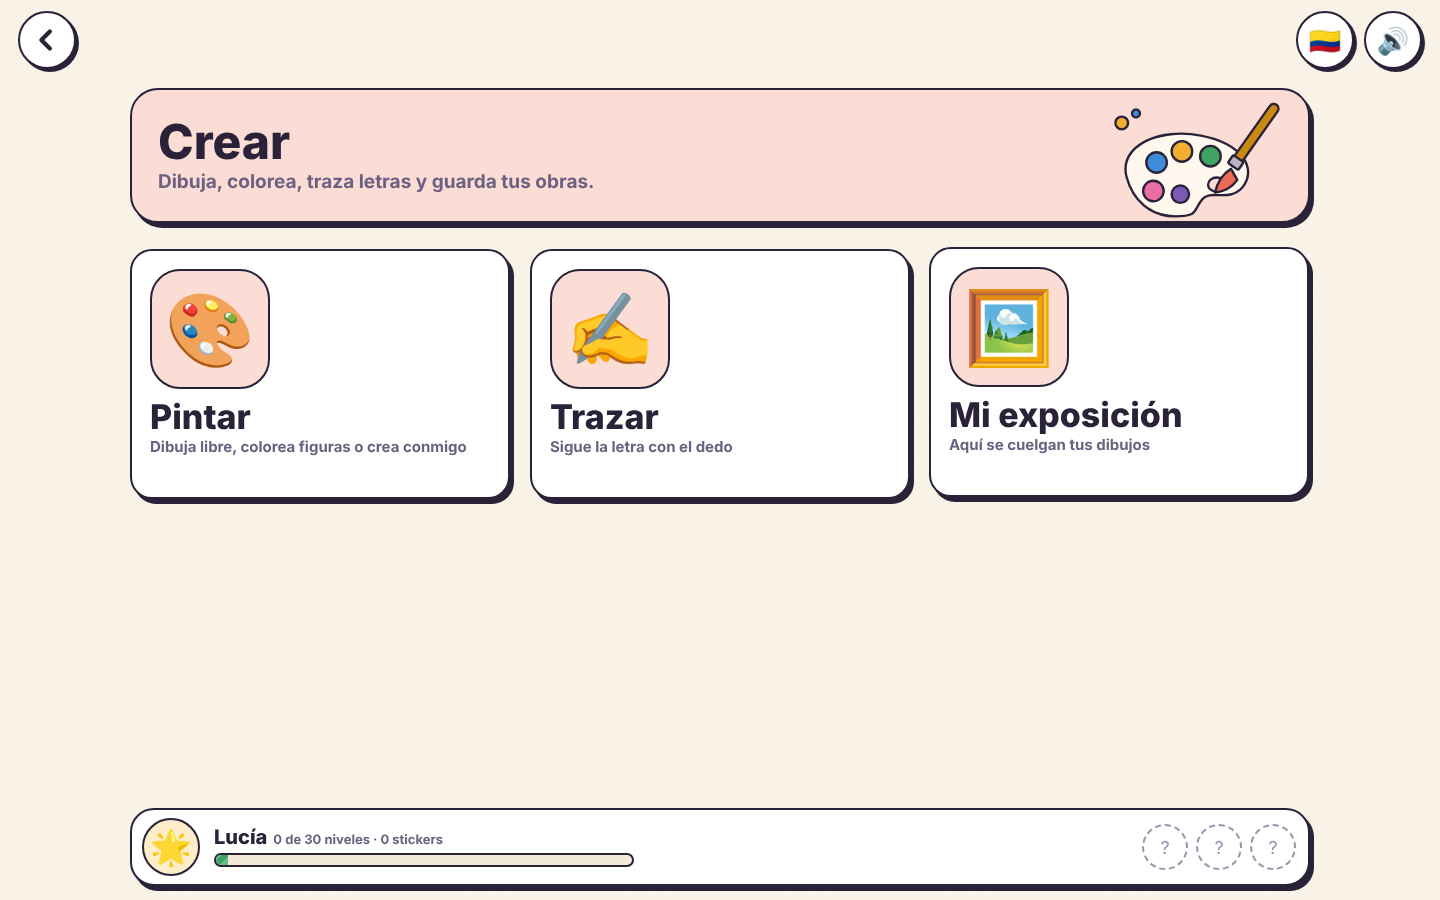 Crear
Dibuja, colorea, traza letras y guarda tus obras.
Pintar
Dibuja libre, colorea figuras o crea conmigo
Trazar
Sigue la letra con el dedo
Mi exposición
Aquí se cuelgan tus dibujos
Lucía 0 de 30 niveles · 0 stickers
? ? ?